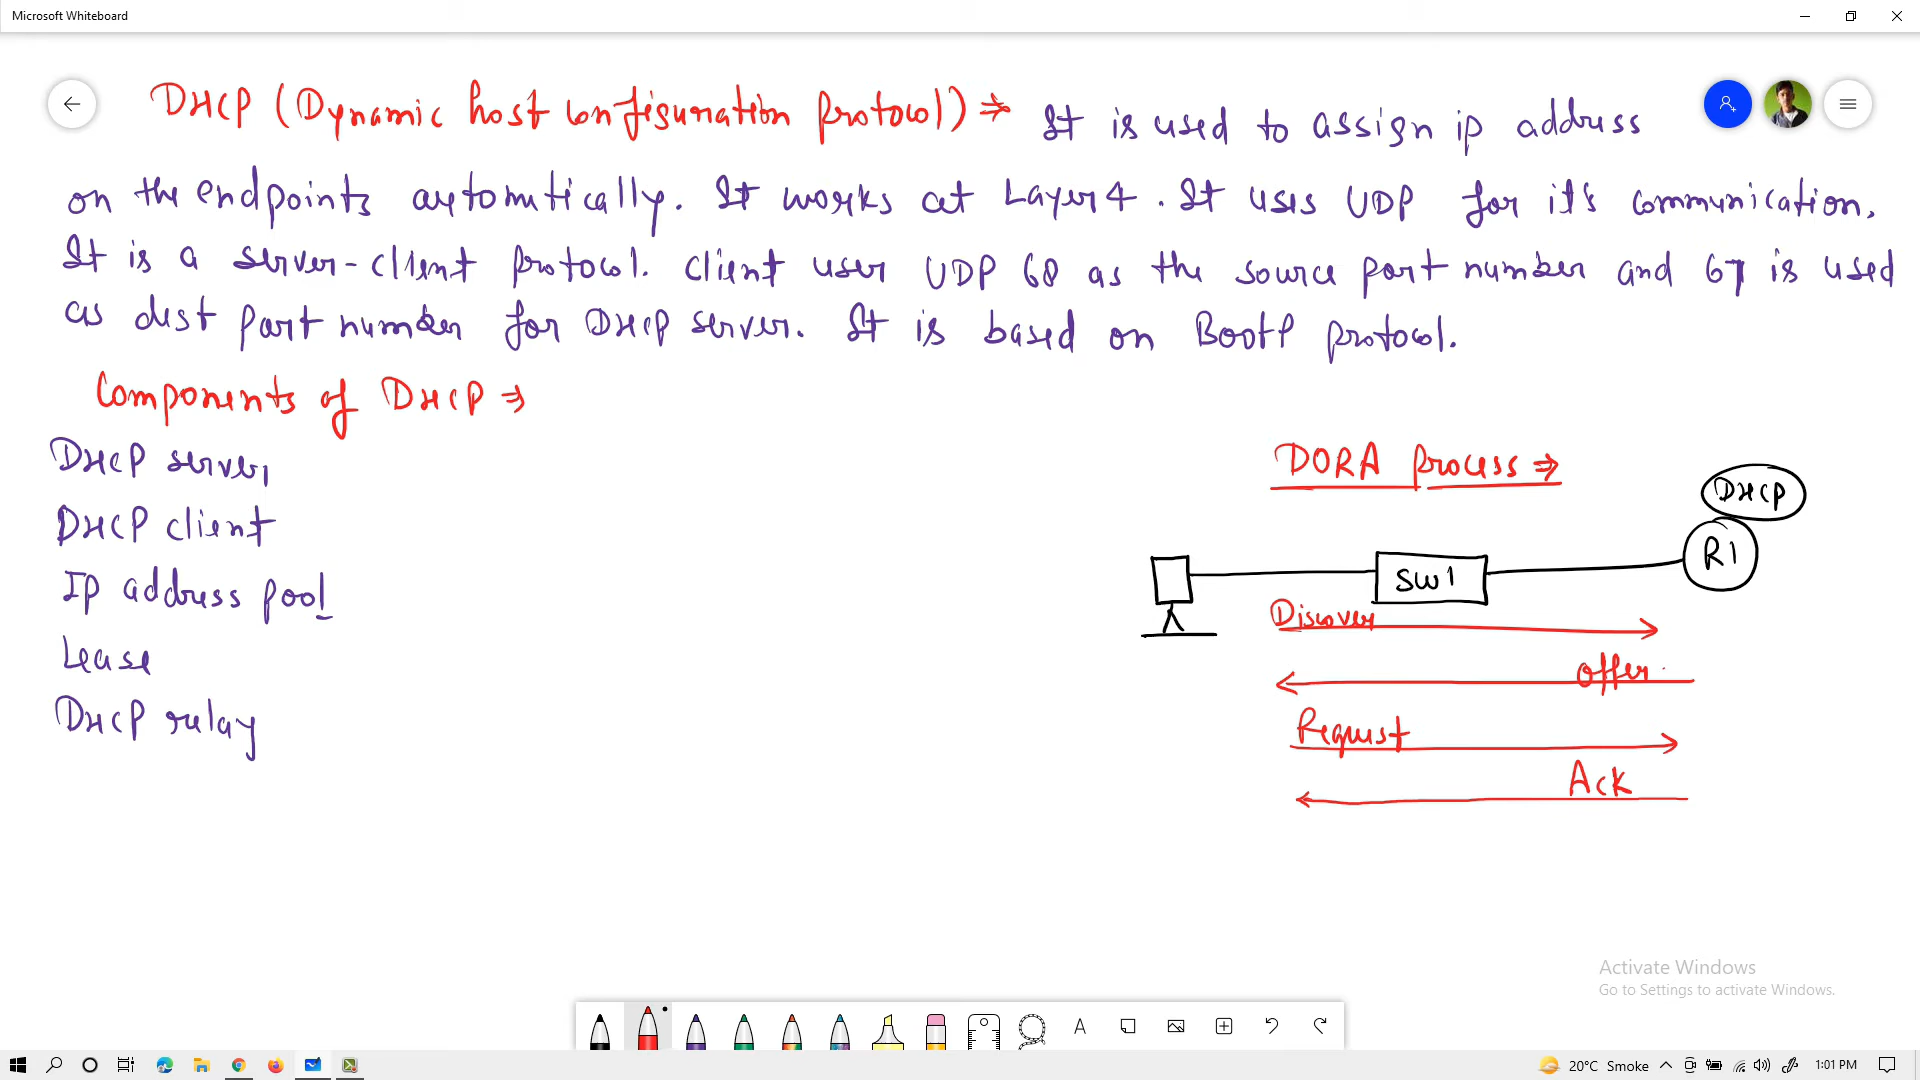 Microsoft Whiteboard
DHCP (Dynamic host configuration protocol) ⇒ It is used to assign ip address
on the endpoints automtically. It works at Layer 4. It uses UDP for it's communication.
It is a server-client protocol. Client user UDP 68 as the source port number and 67 is used
as dest port number for DHCP server. It is based on BootP protocol.
Components of DHCP ⇒
DHCP server
DHCP client
Ip address pool
Lease
DHCP relay
DORA process ⇒
DHCP
R1
SW1
Discover
Offer
Request
Ack
Activate Windows
Go to Settings to activate Windows.
A
20°C Smoke
1:01 PM